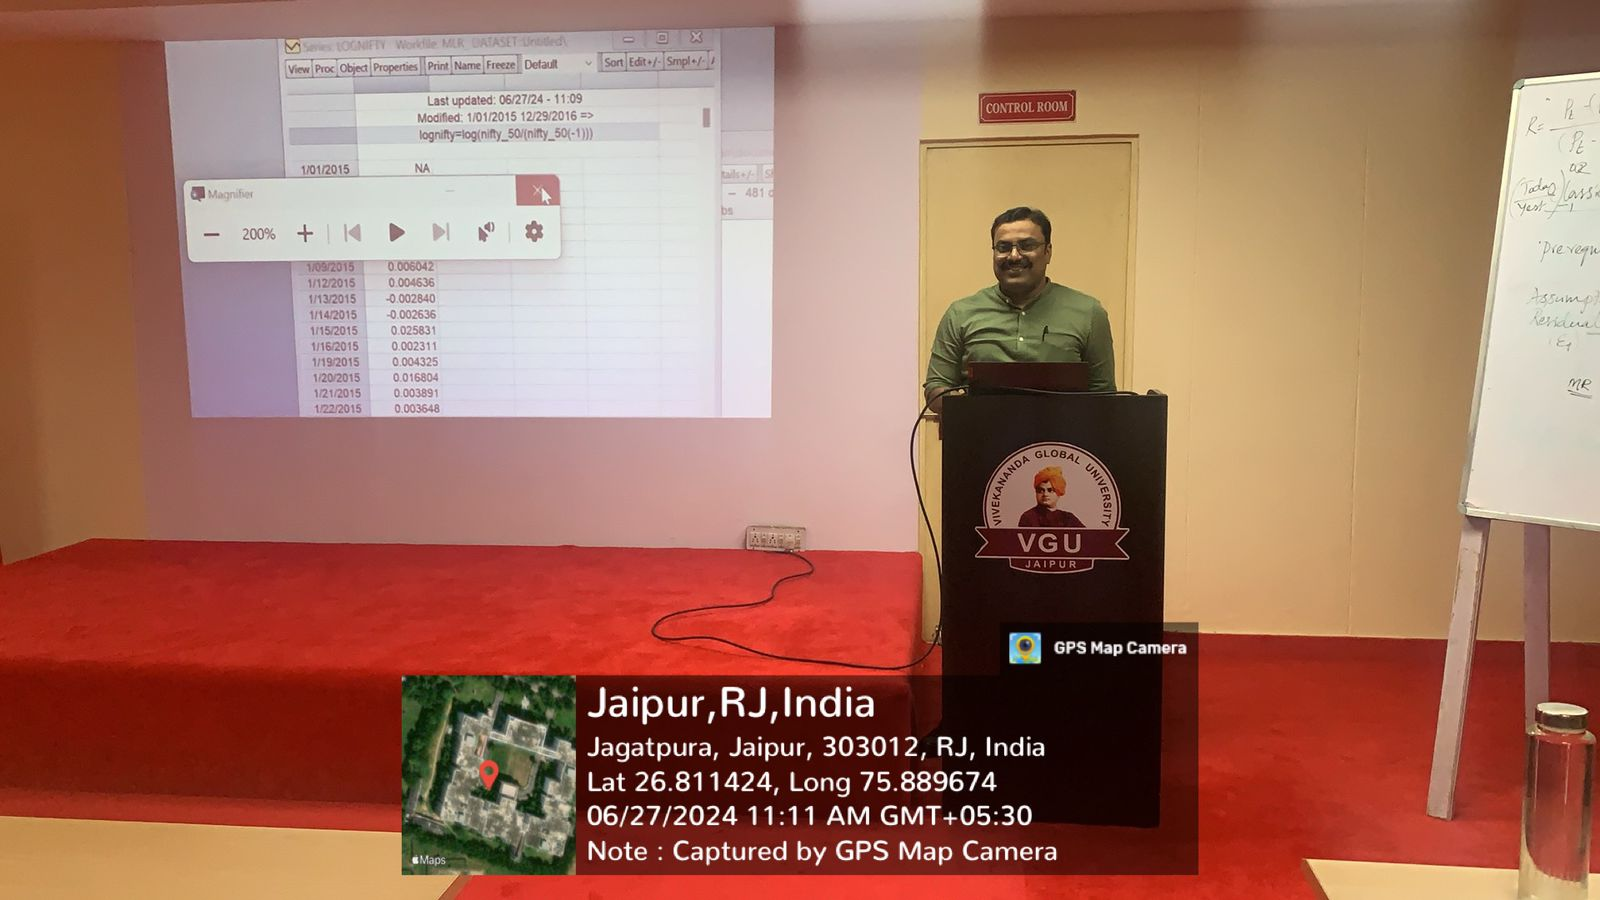 Series: LOGNIFTY Workfile: MLR_DATASET::Untitled\
View Proc Object Properties Print Name Freeze Default Sort Edit+/- Smpl+/-
Last updated: 06/27/24 - 11:09
Modified: 1/01/2015 12/29/2016 =>
lognifty=log(nifty_50/(nifty_50(-1)))
1/01/2015 NA
Magnifier
200%
1/09/2015 0.006042
1/12/2015 0.004636
1/13/2015 -0.002840
1/14/2015 -0.002636
1/15/2015 0.025831
1/16/2015 0.002311
1/19/2015 0.004325
1/20/2015 0.016804
1/21/2015 0.003891
1/22/2015 0.003648
481
CONTROL ROOM
R=
Today
Yest
Residual
MR
VIVEKANANDA GLOBAL UNIVERSITY
VGU
JAIPUR
GPS Map Camera
Jaipur,RJ,India
Jagatpura, Jaipur, 303012, RJ, India
Lat 26.811424, Long 75.889674
06/27/2024 11:11 AM GMT+05:30
Note : Captured by GPS Map Camera
Maps